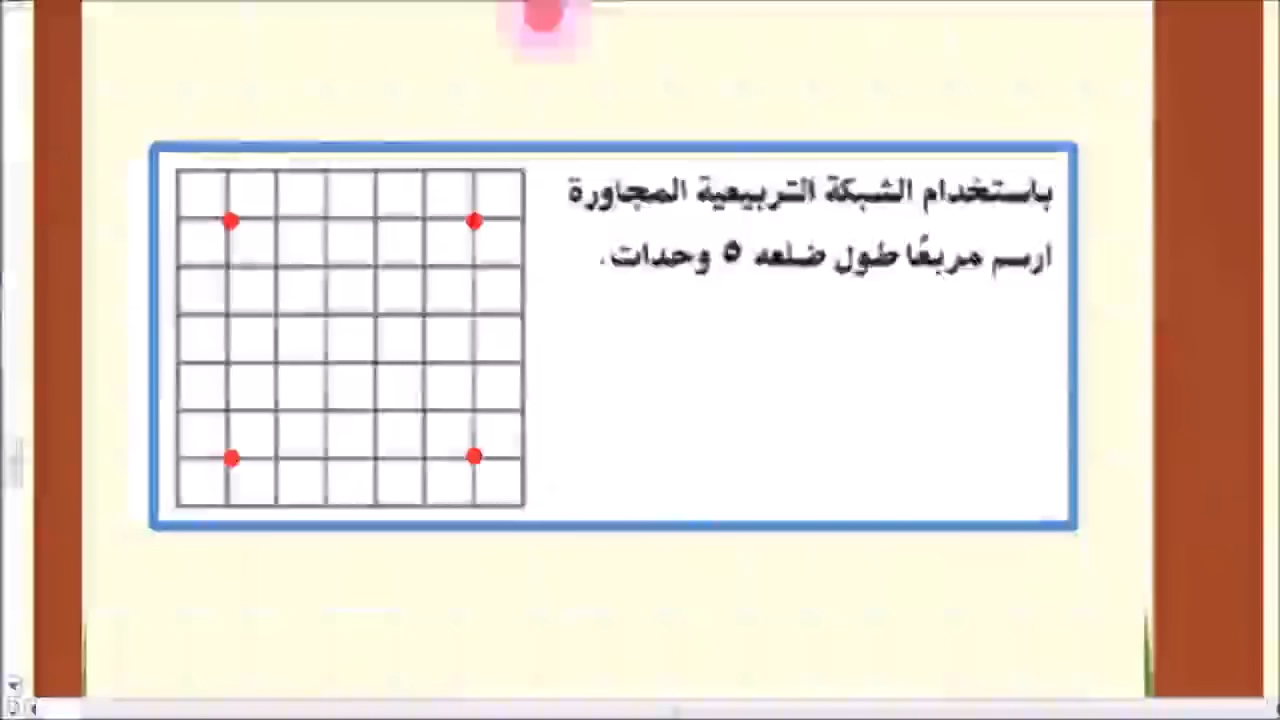 باستخدام الشبكة التربيعية المجاورة
ارسم مربعًا طول ضلعه ٥ وحدات.